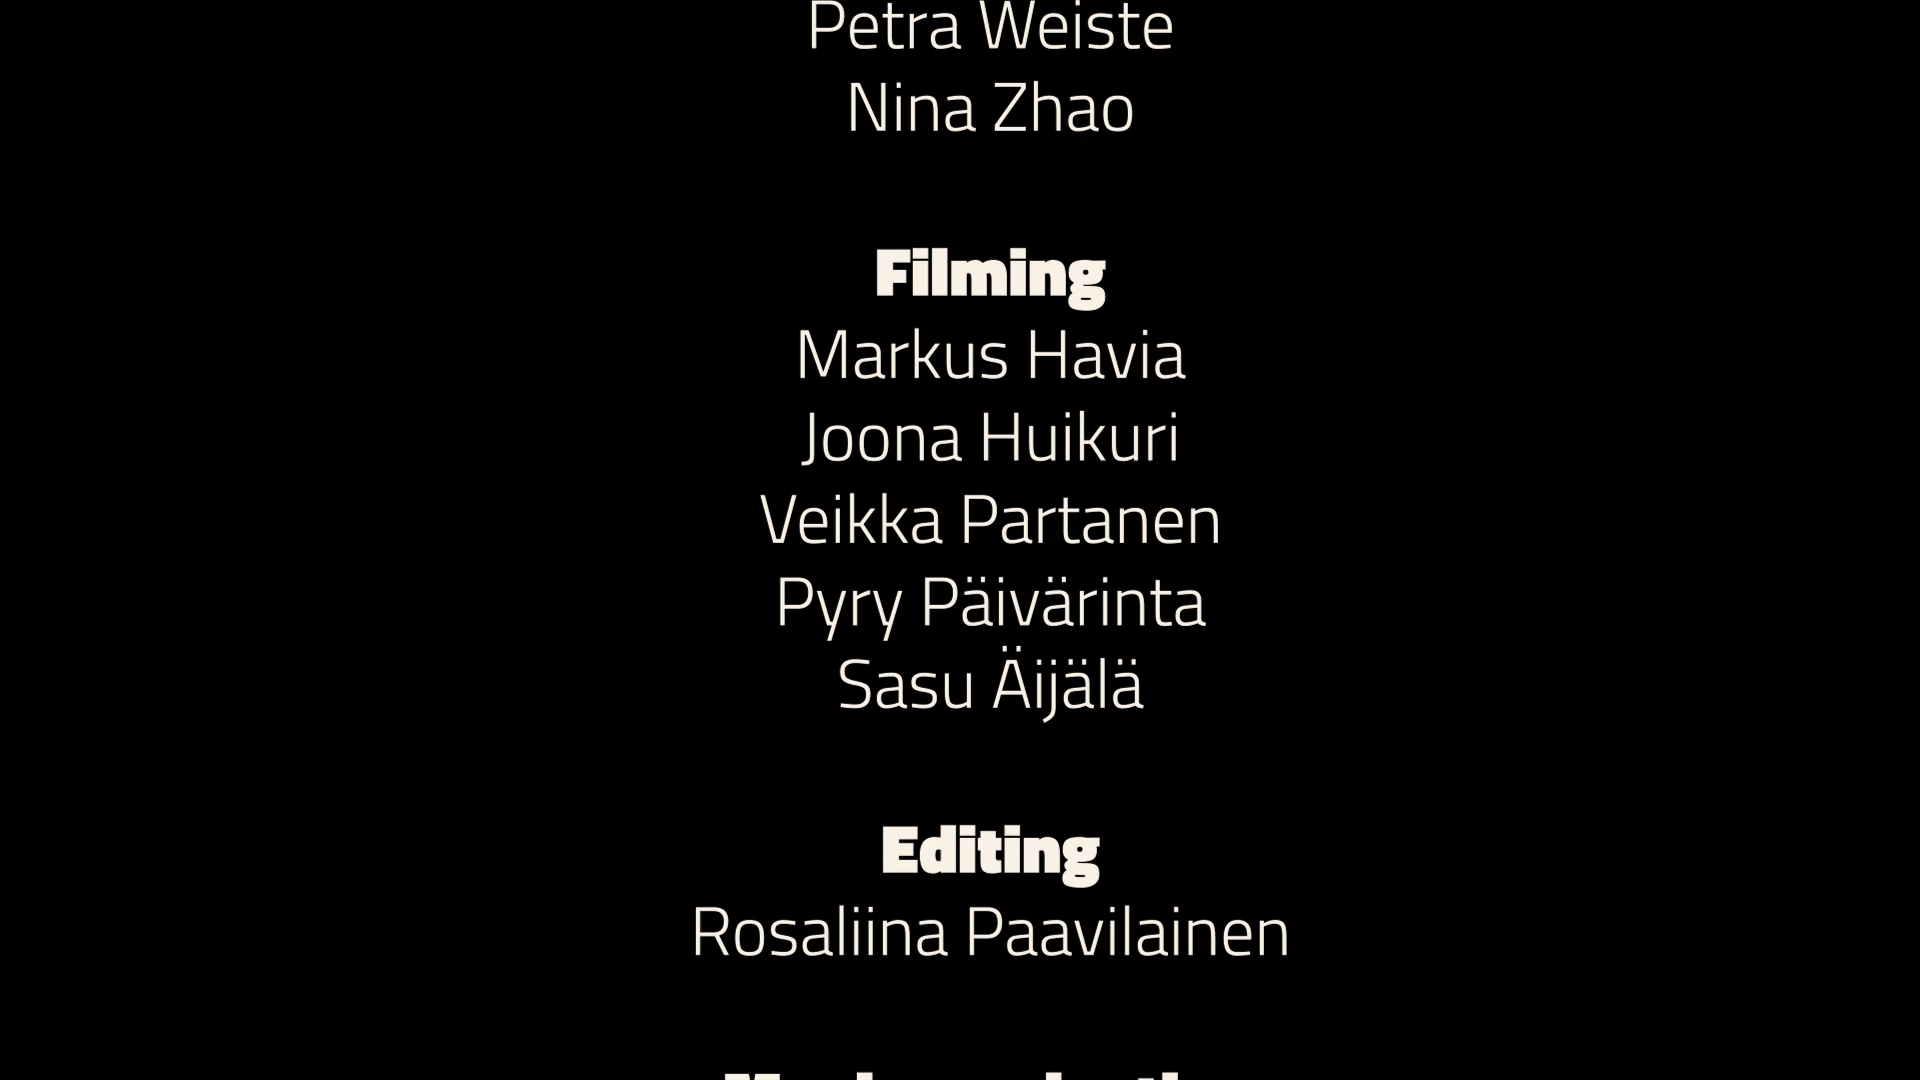 Petra Weiste
Nina Zhao
Filming
Markus Havia
Joona Huikuri
Veikka Partanen
Pyry Päivärinta
Sasu Äijälä
Editing
Rosaliina Paavilainen